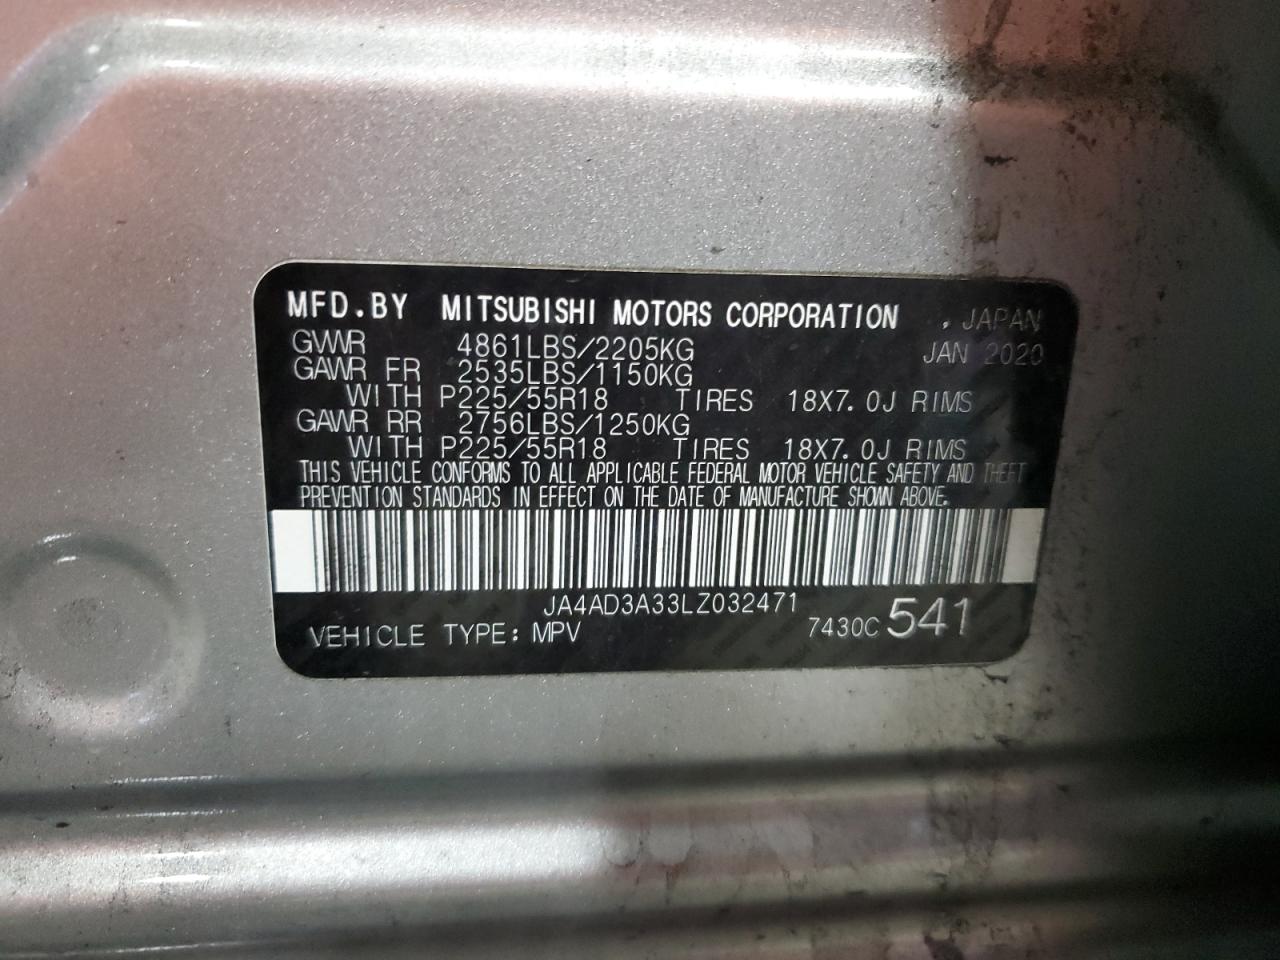 MFD.BY MITSUBISHI MOTORS CORPORATION , JAPAN
GVWR 4861LBS/2205KG JAN 2020
GAWR FR 2535LBS/1150KG
WITH P225/55R18 TIRES 18X7.0J RIMS
GAWR RR 2756LBS/1250KG
WITH P225/55R18 TIRES 18X7.0J RIMS
THIS VEHICLE CONFORMS TO ALL APPLICABLE FEDERAL MOTOR VEHICLE SAFETY AND THEFT
PREVENTION STANDARDS IN EFFECT ON THE DATE OF MANUFACTURE SHOWN ABOVE.
JA4AD3A33LZ032471
VEHICLE TYPE: MPV 7430C 541